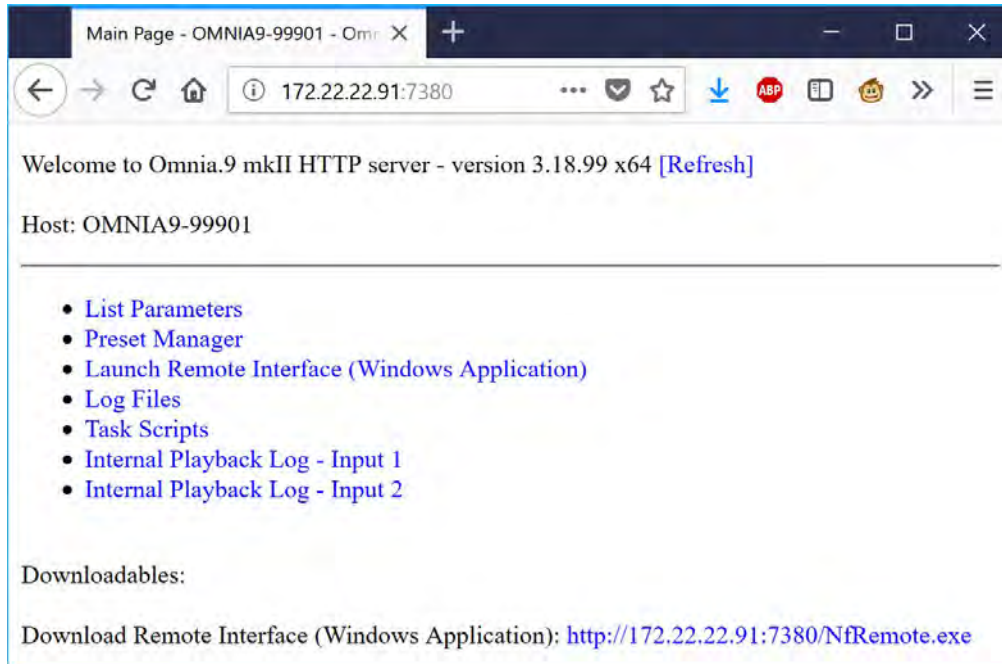 Main Page - OMNIA9-99901 - Om
172.22.22.91:7380
ABP
Welcome to Omnia.9 mkII HTTP server - version 3.18.99 x64 [Refresh]
Host: OMNIA9-99901
List Parameters
Preset Manager
Launch Remote Interface (Windows Application)
Log Files
Task Scripts
Internal Playback Log - Input 1
Internal Playback Log - Input 2
Downloadables:
Download Remote Interface (Windows Application): http://172.22.22.91:7380/NfRemote.exe